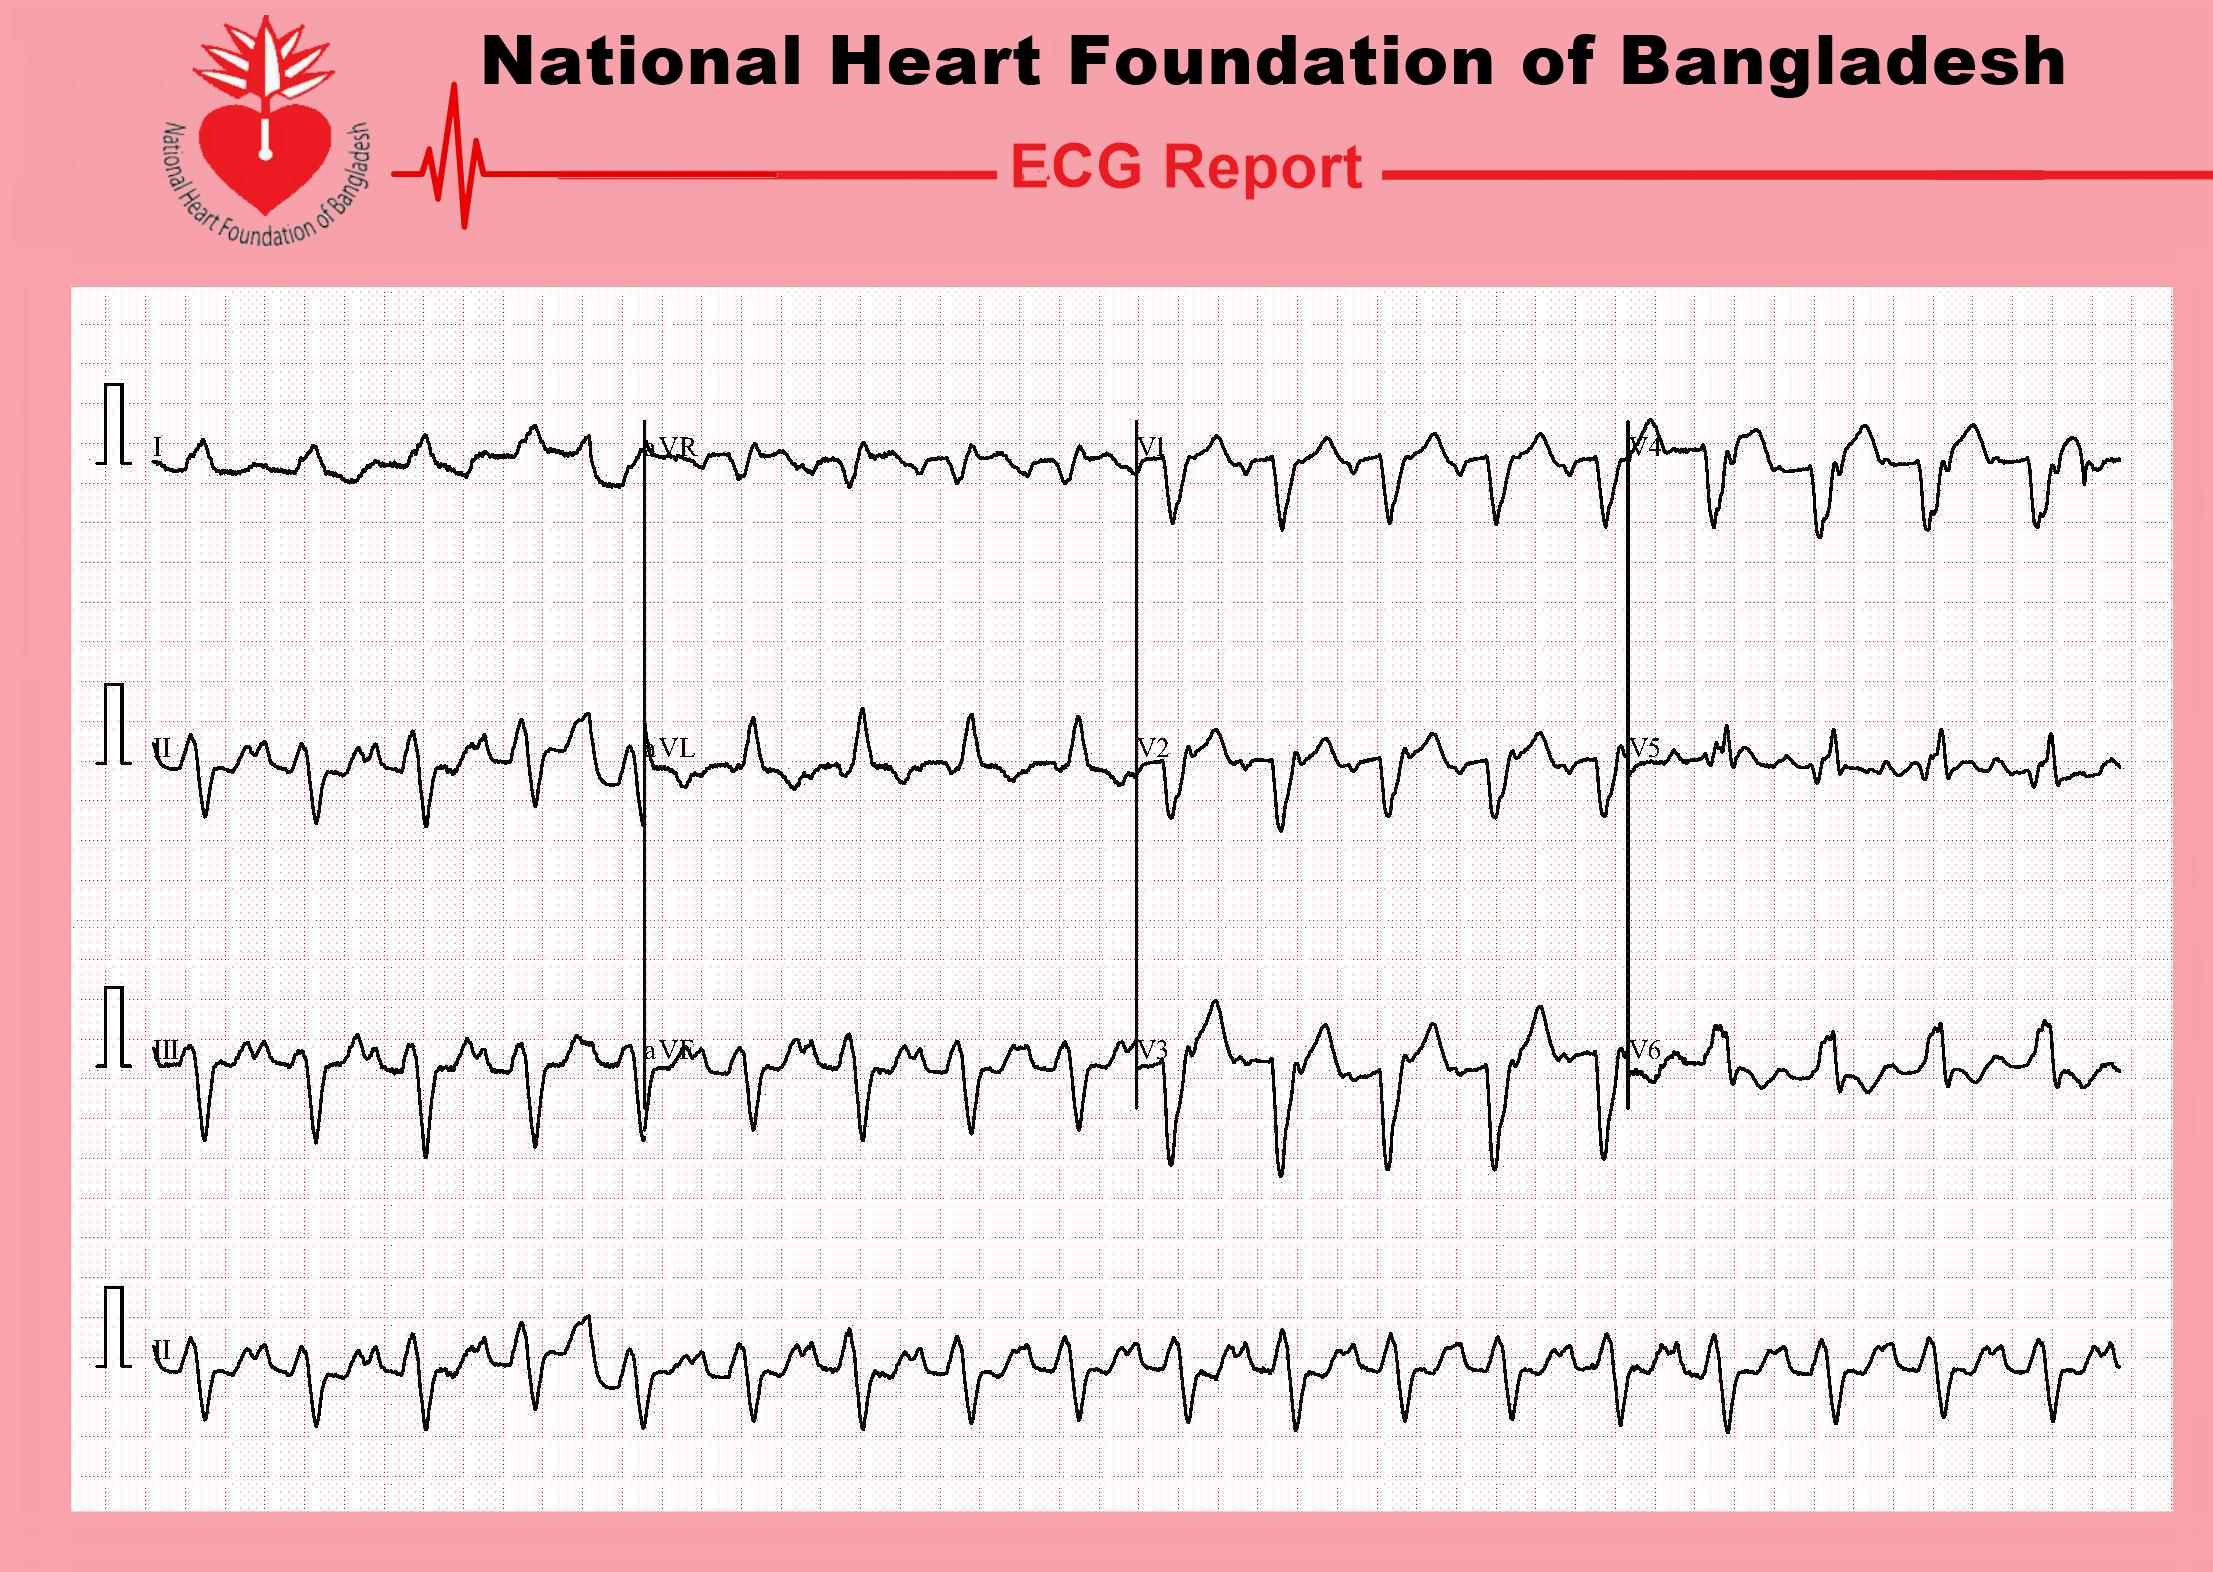 National Heart Foundation of Bangladesh
National Heart Foundation of Bangladesh
ECG Report
I
aVR
V1
V4
II
aVL
V2
V5
III
aVF
V3
V6
II